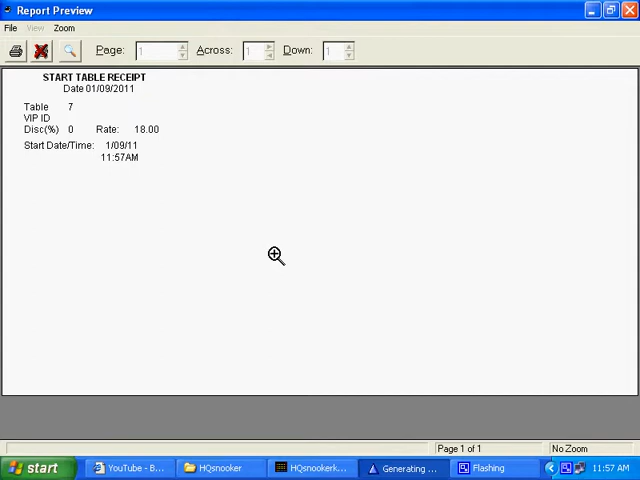 Report Preview
File View Zoom
Page: 1 Across: 1 Down: 1
START TABLE RECEIPT
Date 01/09/2011
Table 7
VIP ID
Disc(%) 0 Rate: 18.00
Start Date/Time: 1/09/11
11:57AM
Page 1 of 1 No Zoom
start YouTube - B... HQsnooker HQsnookerk... Generating ... Flashing 11:57 AM